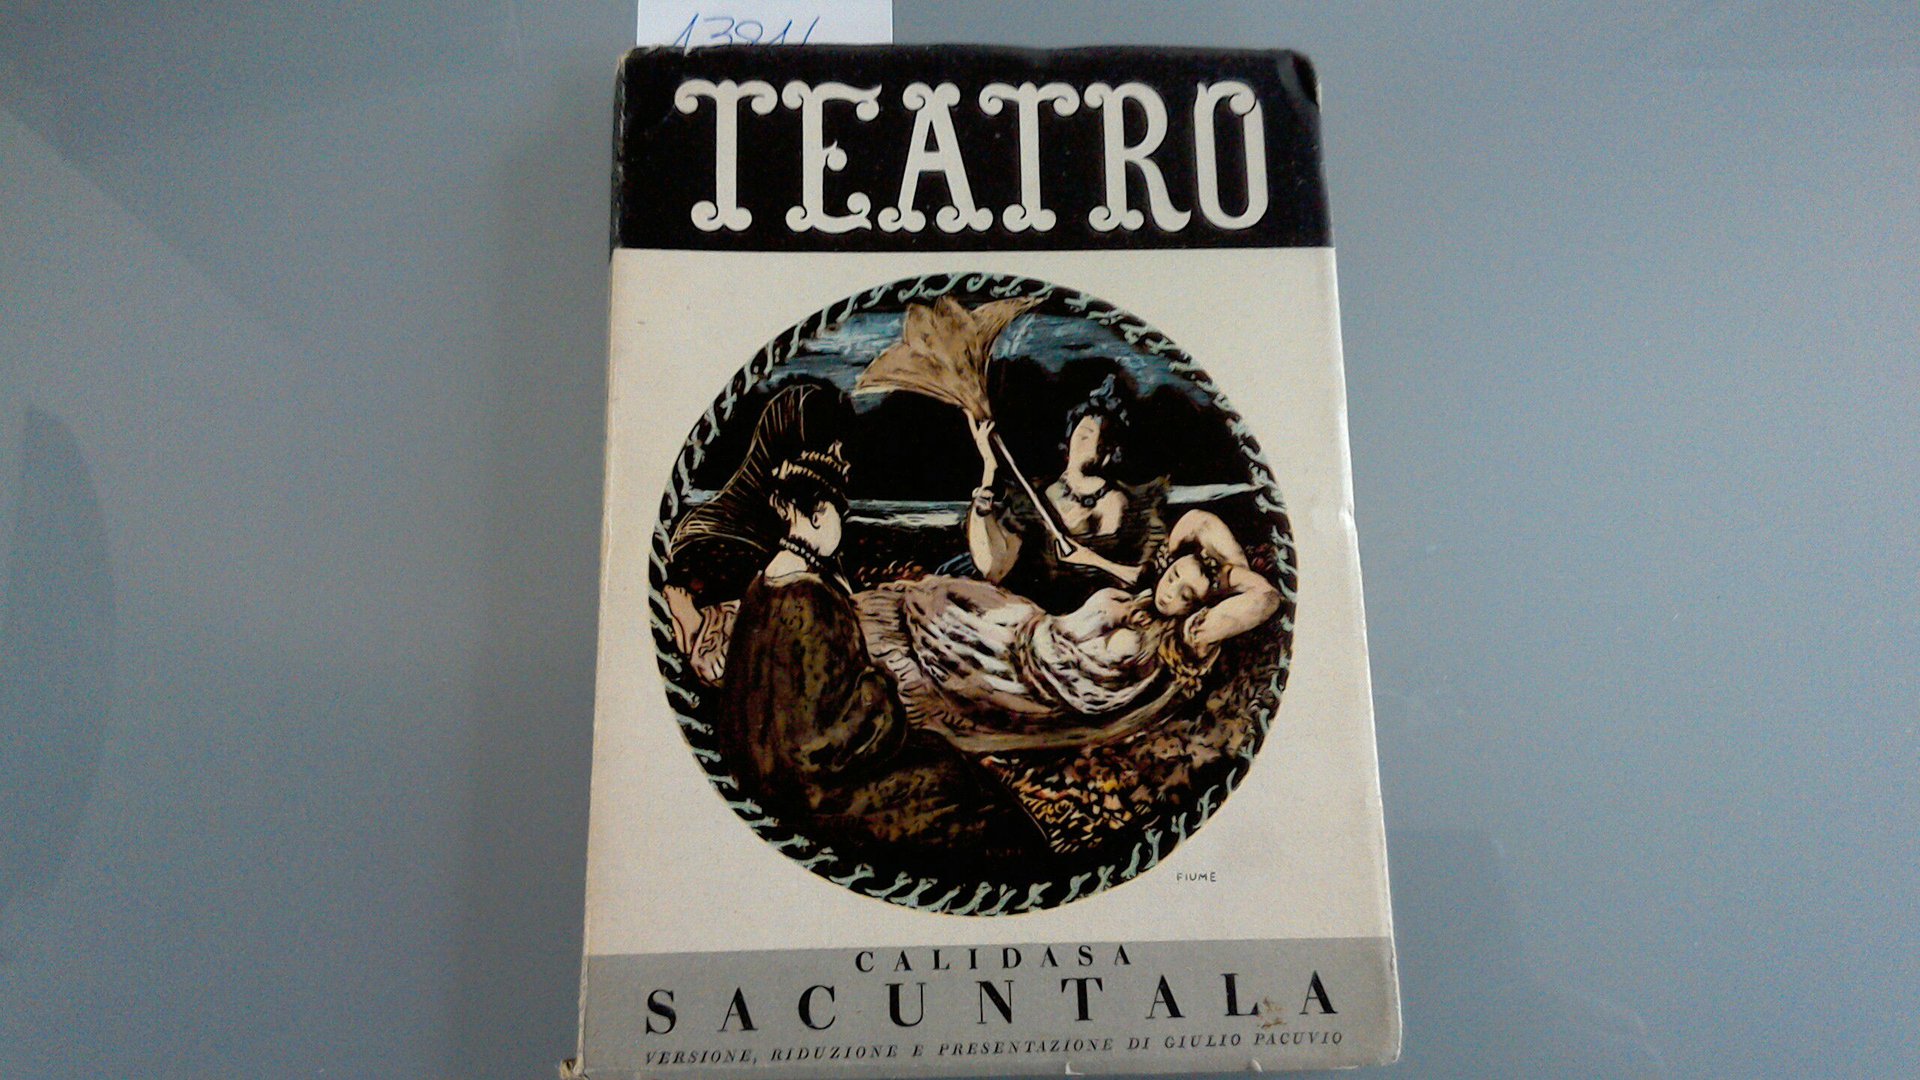 TEATRO
FIUME
CALIDASA
SACUNTALA
VERSIONE, RIDUZIONE E PRESENTAZIONE DI GIULIO PACUVIO